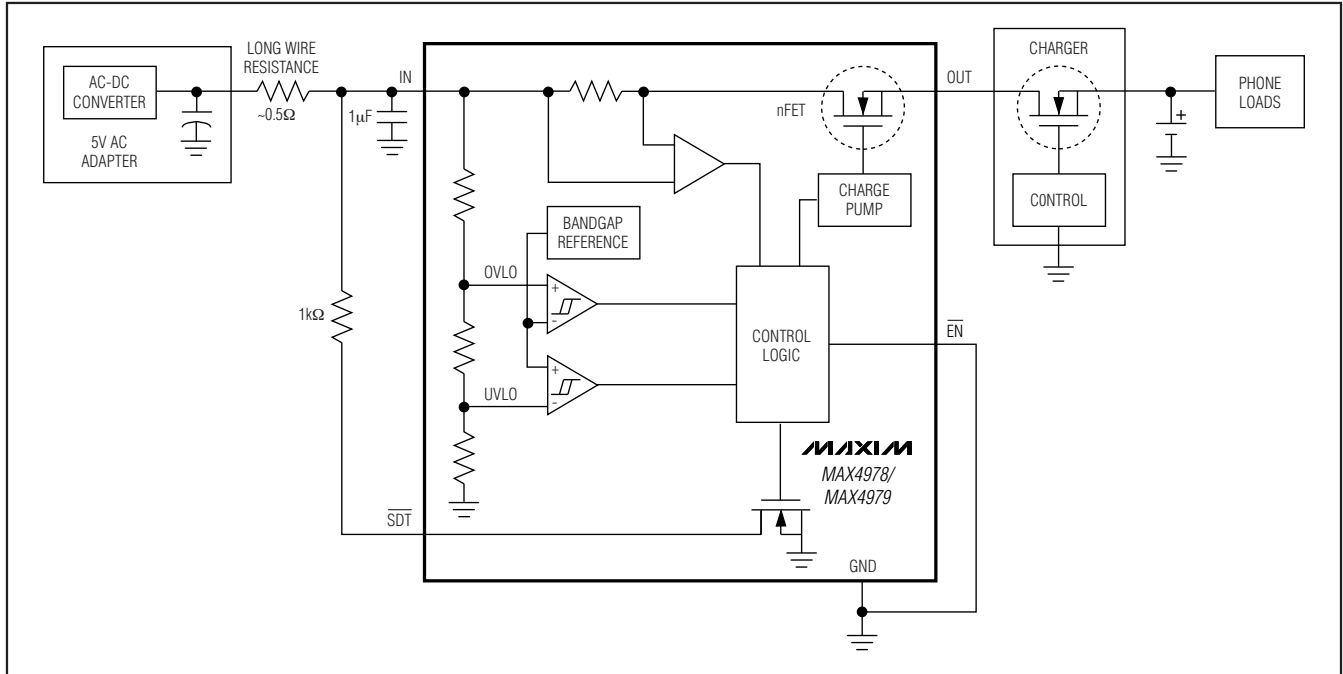 LONG WIRE
RESISTANCE
~0.5Ω
AC-DC
CONVERTER
5V AC
ADAPTER
IN
1µF
1kΩ
SDT
OVLO
UVLO
BANDGAP
REFERENCE
nFET
CHARGE
PUMP
CONTROL
LOGIC
MAXIM
MAX4978/
MAX4979
OUT
EN
GND
CHARGER
CONTROL
PHONE
LOADS
+
+
-
+
-